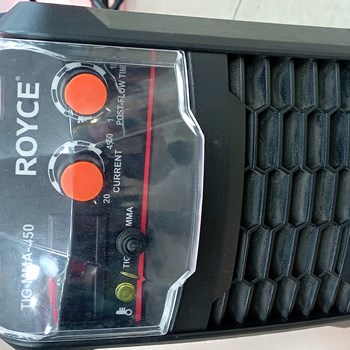 ROYCE
TIG-MMA-450
POST-FLOW TIME
1
CURRENT
20
450
TIG
MMA